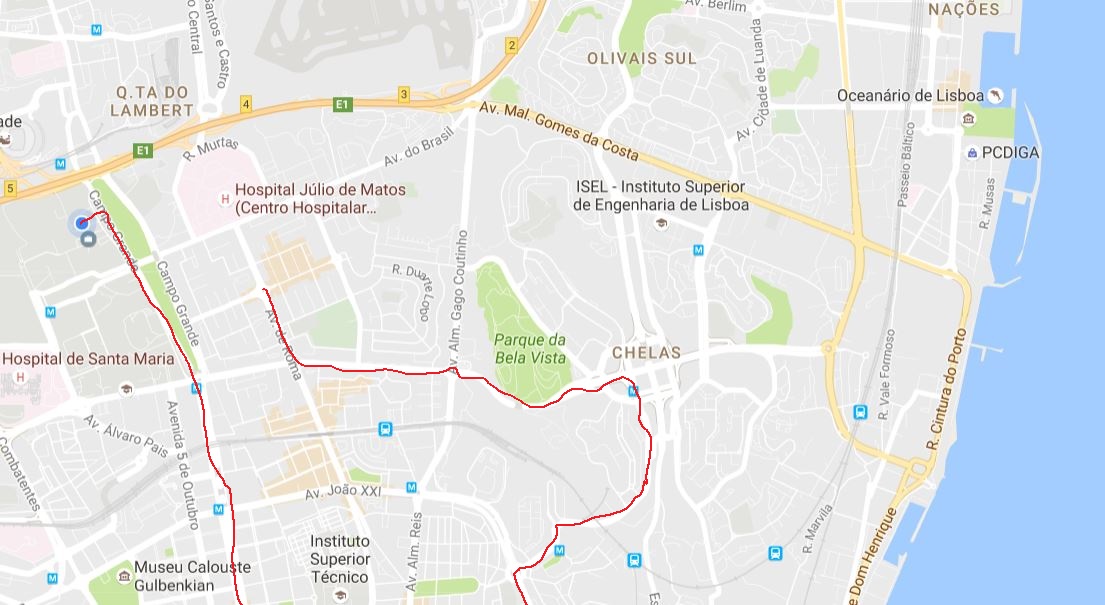 Av. Berlim
NAÇÕES
Santos e Castro
o Central
M
2
OLIVAIS SUL
Q.TA DO
LAMBERT
4
E1
3
Av. Cidade de Luanda
Oceanário de Lisboa
ade
Av. Mal. Gomes da Costa
E1
R. Murtas
Av. do Brasil
Passeio Báltico
PCDIGA
M
5
H
Hospital Júlio de Matos
(Centro Hospitalar...
ISEL - Instituto Superior
de Engenharia de Lisboa
R. Musas
Campo Grande
M
Av. Alm. Gago Coutinho
R. Duarte
Lobo
Campo Grande
M
Av. de Roma
Parque da
Bela Vista
CHELAS
Hospital de Santa Maria
H
R. Vale Formoso
R. Cintura do Porto
M
M
Av. Álvaro Pais
Avenida 5 de Outubro
Combatentes
Av. João XXI
M
M
R. Marvila
Av. Alm. Reis
Instituto
Superior
Técnico
M
e Dom Henrique
Museu Calouste
Gulbenkian
M
Es